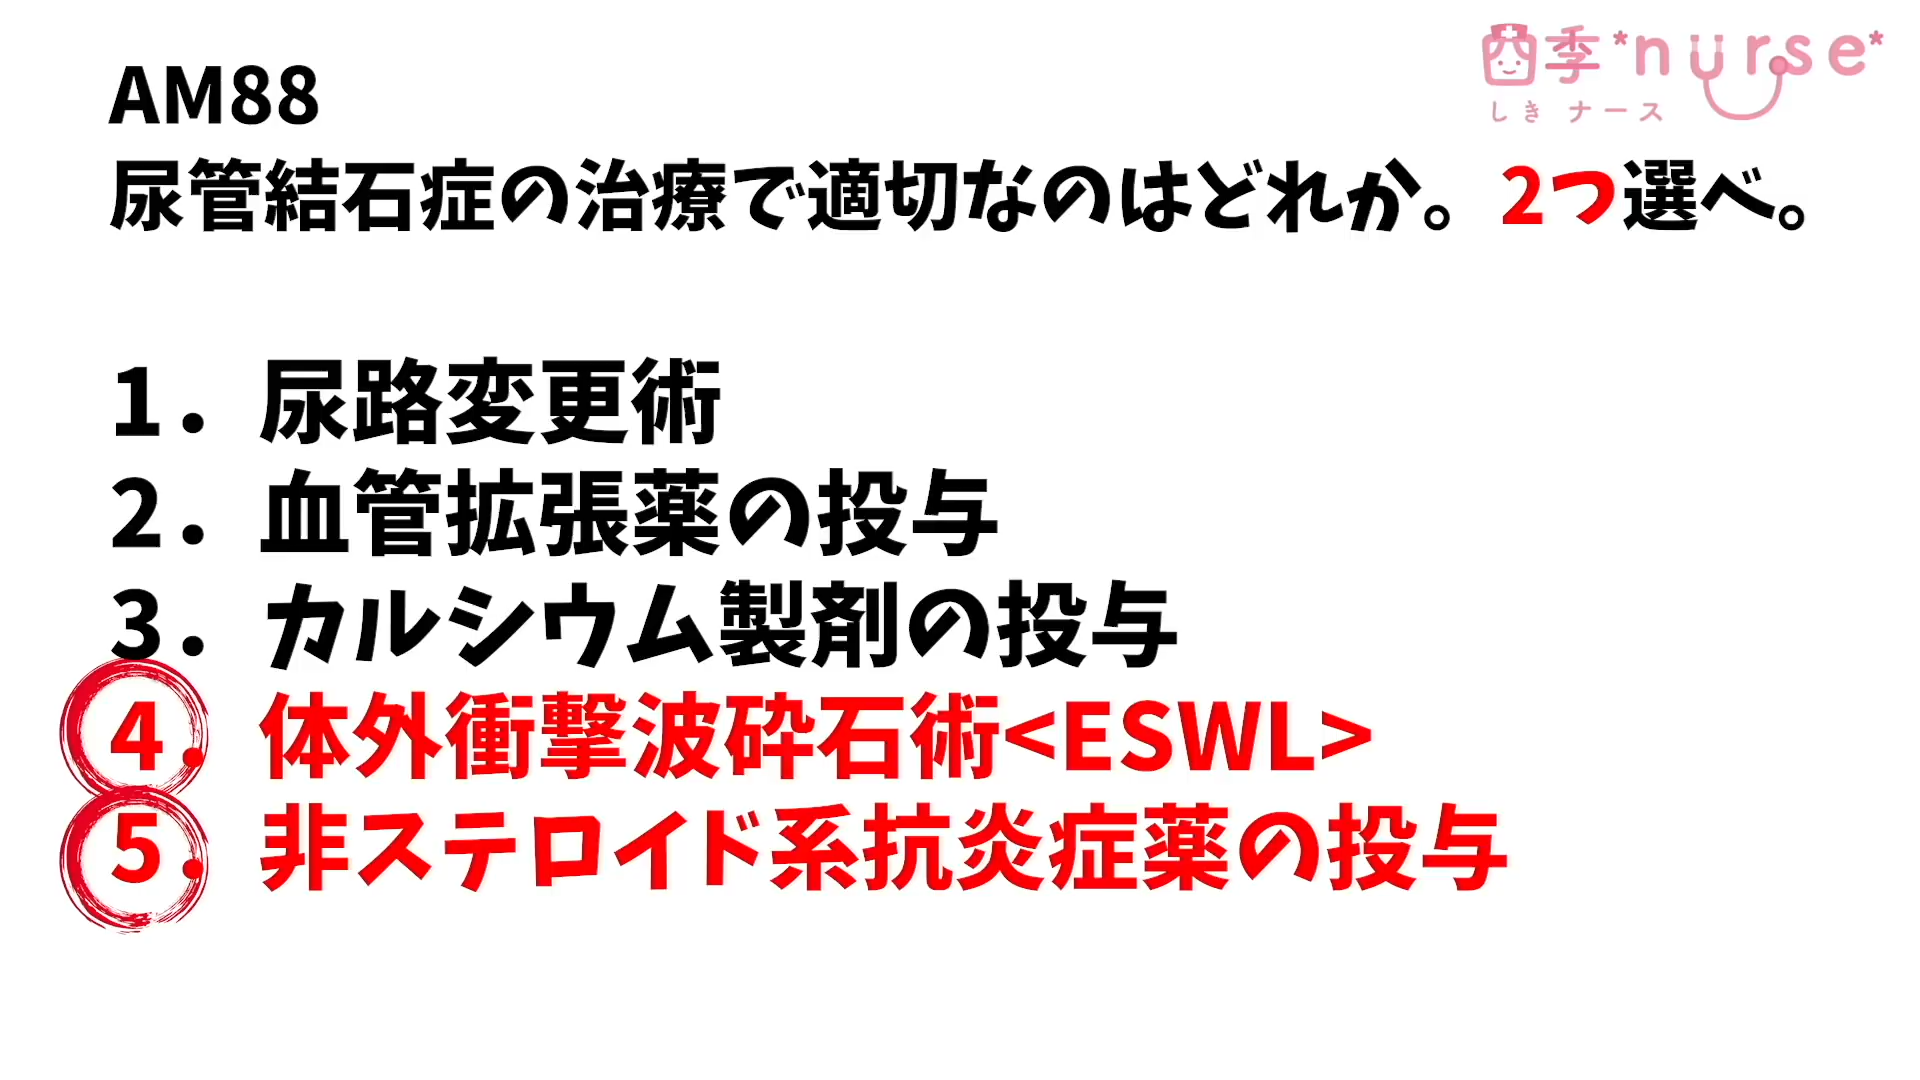 四季*nurse*
しきナース
AM88
尿管結石症の治療で適切なのはどれか。2つ選べ。
1. 尿路変更術
2. 血管拡張薬の投与
3. カルシウム製剤の投与
4. 体外衝撃波砕石術<ESWL>
5. 非ステロイド系抗炎症薬の投与